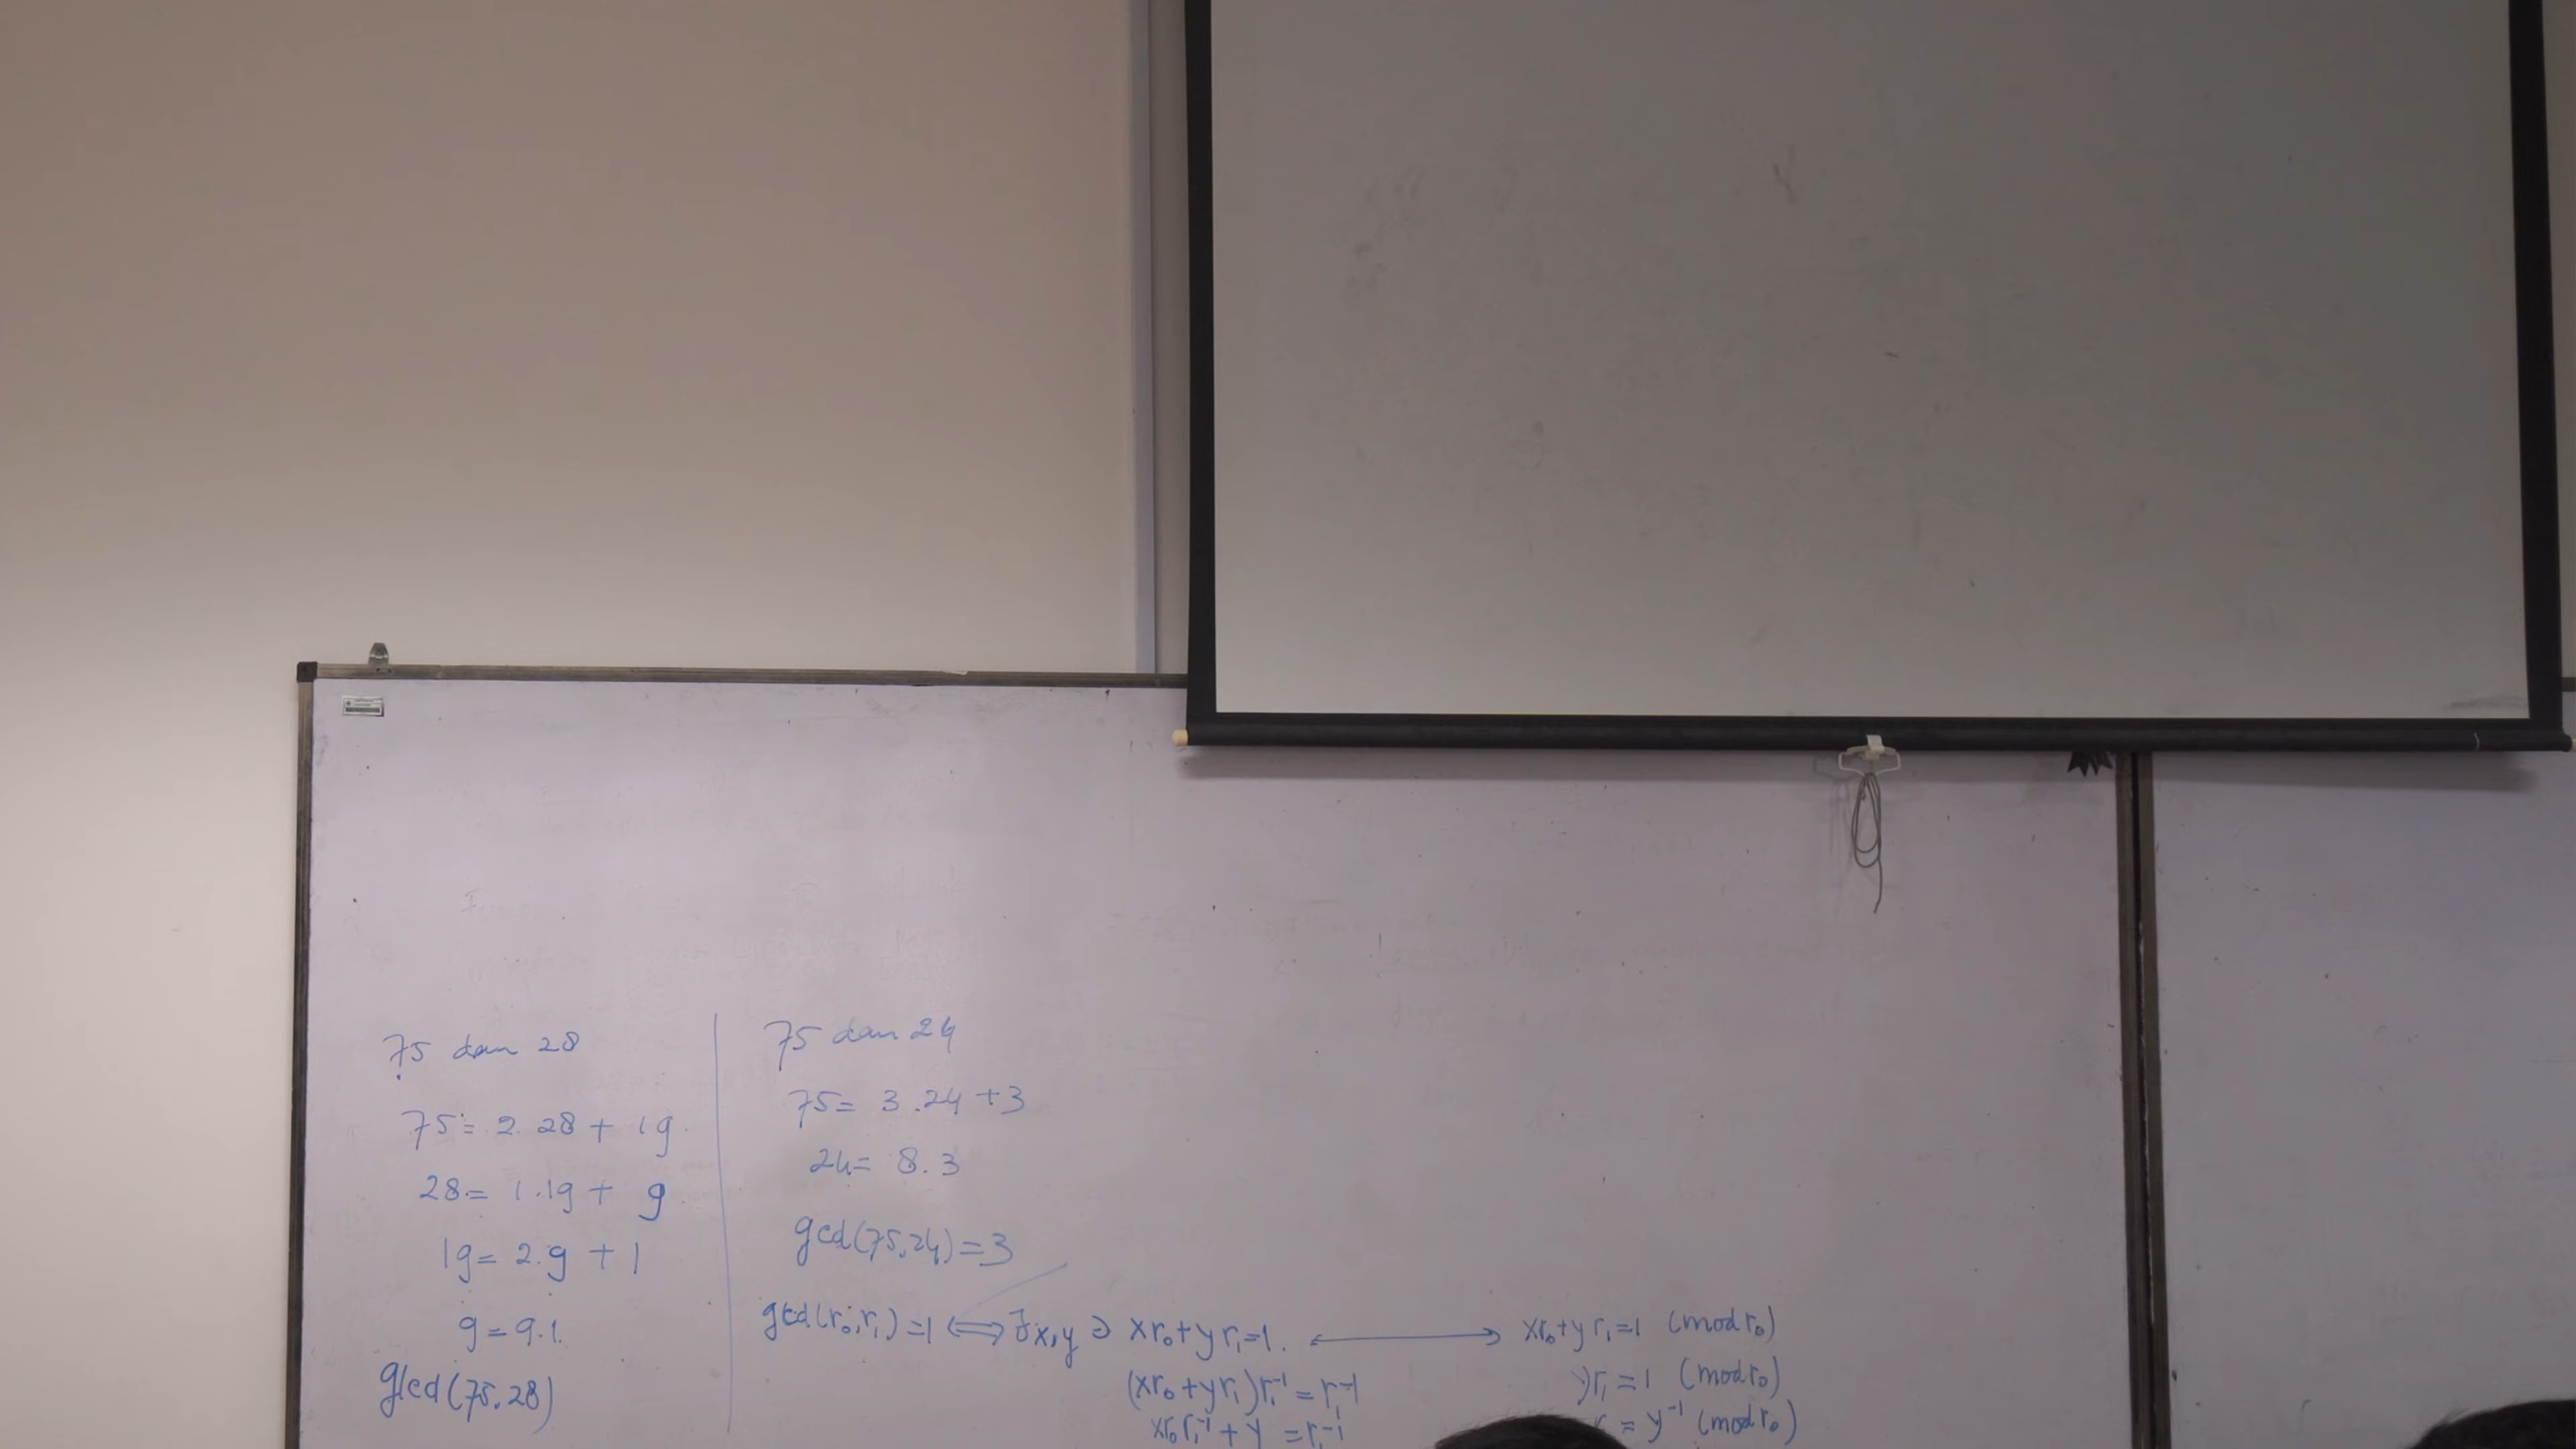 75 dan 28
75 = 2. 28 + 19
28 = 1.19 + 9
19 = 2.9 + 1
9 = 9.1.
gcd(75,28)
75 dan 24
75 = 3.24 + 3
24 = 8.3
gcd(75,24) = 3
gcd(r₀,r₁) = 1 ⟺ ∃x,y ∋ xr₀ + yr₁ = 1. ⟷ xr₀ + yr₁ = 1 (mod r₀)
(xr₀ + yr₁)r₁⁻¹ = r₁⁻¹
xr₀r₁⁻¹ + y = r₁⁻¹
yr₁ = 1 (mod r₀)
r₁ = y⁻¹ (mod r₀)